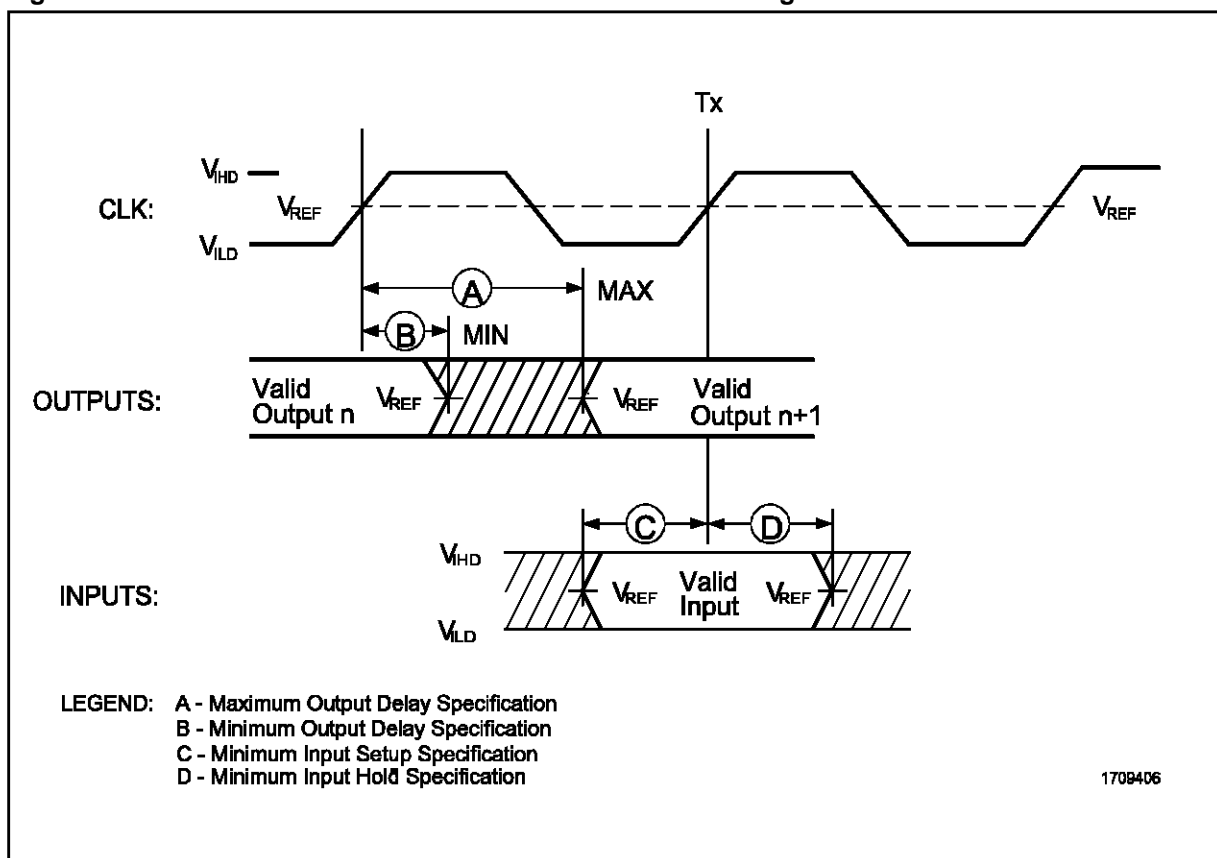 Tx
VIHD
CLK:
VREF
VREF
VILD
A
MAX
B
MIN
OUTPUTS:
Valid
Output n
VREF
VREF
Valid
Output n+1
C
D
VIHD
INPUTS:
VREF
Valid
Input
VREF
VILD
LEGEND: A - Maximum Output Delay Specification
B - Minimum Output Delay Specification
C - Minimum Input Setup Specification
D - Minimum Input Hold Specification
1709406